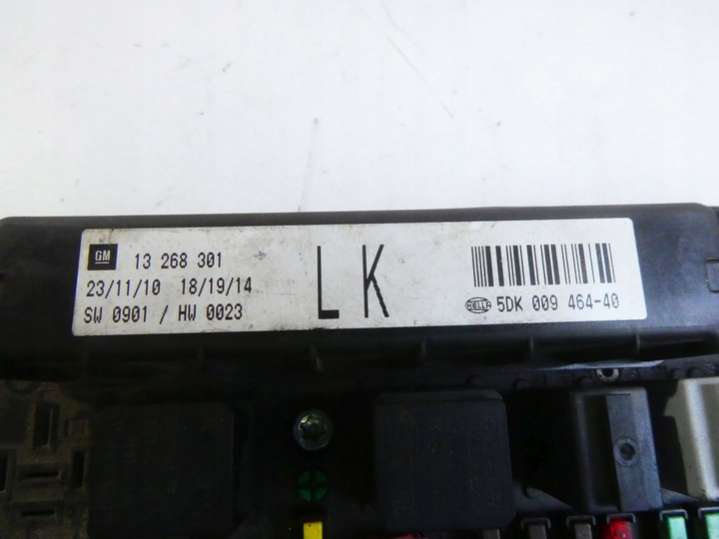 GM 13 268 301
23/11/10 18/19/14
SW 0901 / HW 0023
LK
HELLA 5DK 009 464-40